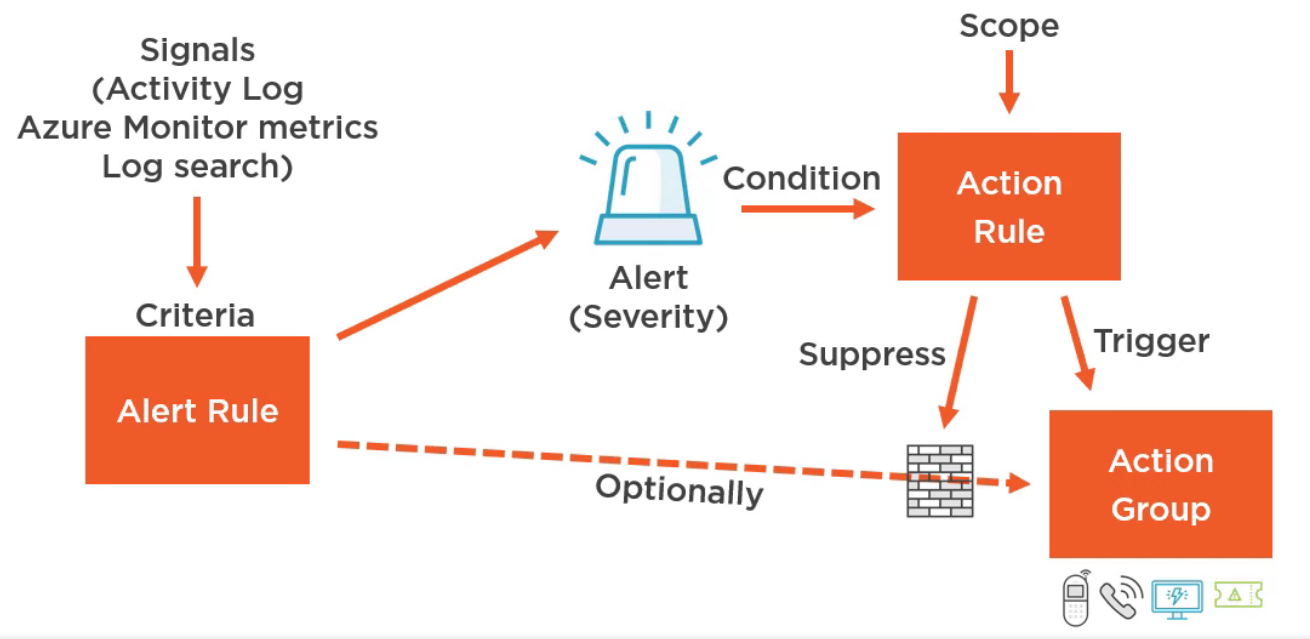 Signals
(Activity Log
Azure Monitor metrics
Log search)
Criteria
Alert Rule
Alert
(Severity)
Condition
Scope
Action
Rule
Suppress
Trigger
Optionally
Action
Group